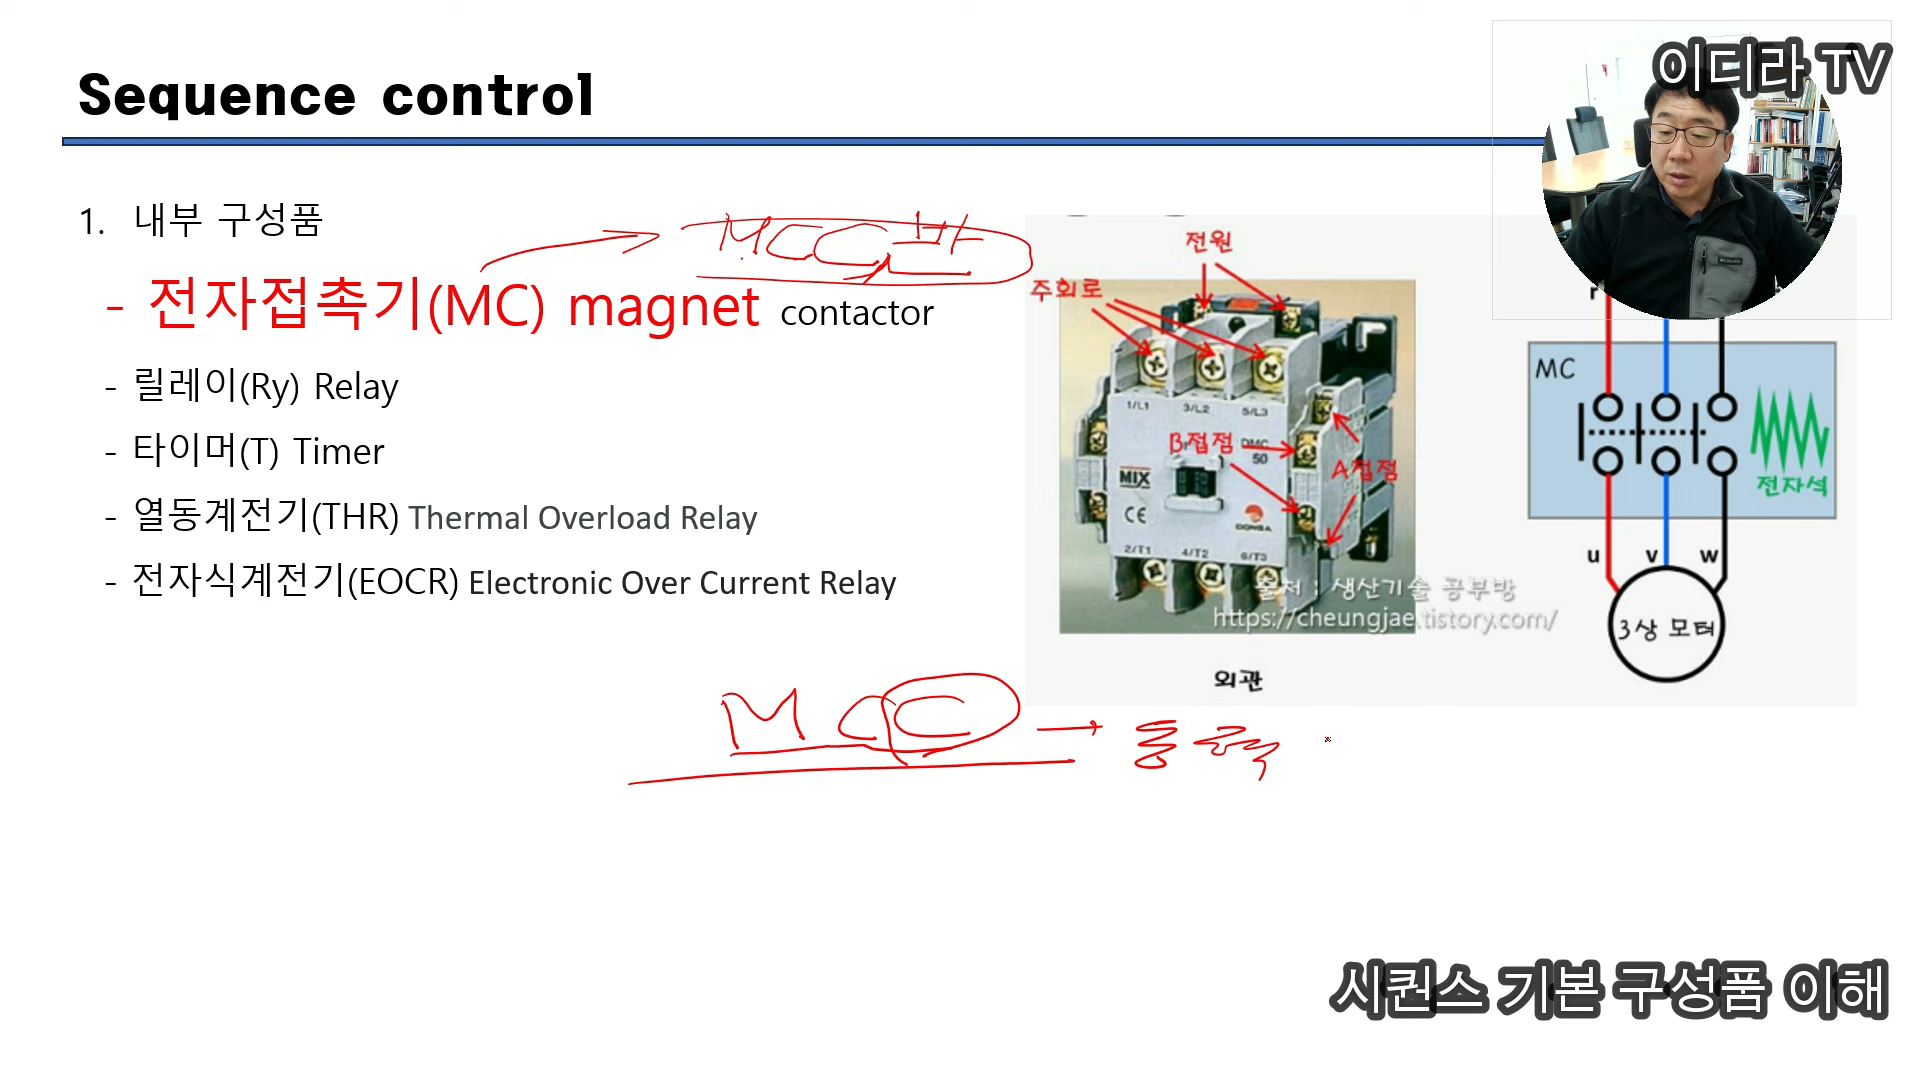 이디라 TV
Sequence control
1. 내부 구성품
MCC반
- 전자접촉기(MC) magnet contactor
- 릴레이(Ry) Relay
- 타이머(T) Timer
- 열동계전기(THR) Thermal Overload Relay
- 전자식계전기(EOCR) Electronic Over Current Relay
전원
주회로
1/L1 3/L2 5/L3
B접점
DMC
50
A접점
MIX
CE
DONGA
2/T1 4/T2 6/T3
출처 : 생산기술 공부방
https://cheungjae.tistory.com/
외관
r
MC
전자석
u v w
3상 모터
MCC
시퀀스 기본 구성품 이해